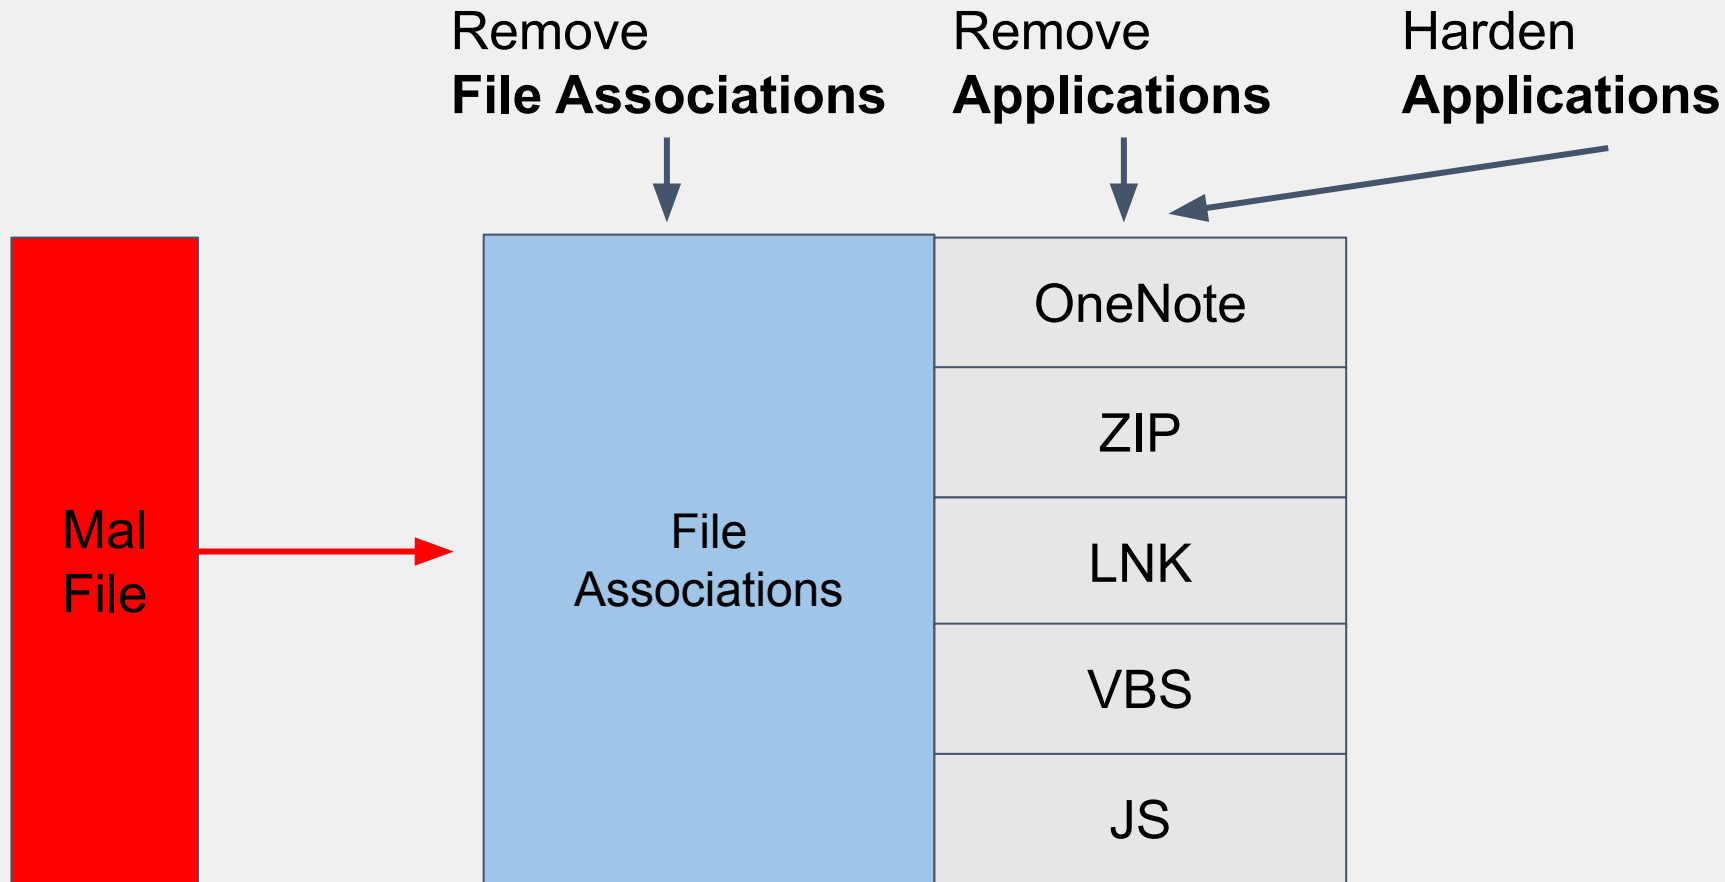 Remove
File Associations
Remove
Applications
Harden
Applications
Mal
File
File
Associations
OneNote
ZIP
LNK
VBS
JS